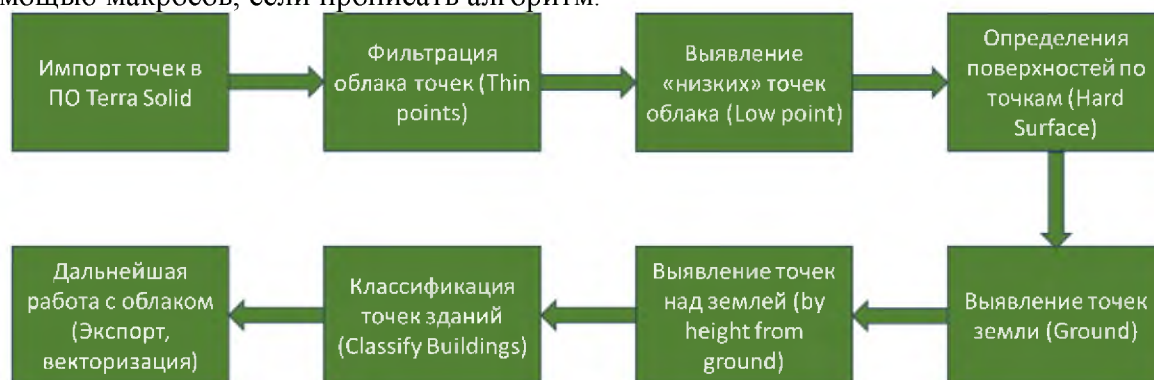 мощью макросов, если прописать алгоритм.
Импорт точек в
ПО Terra Solid
Фильтрация
облака точек (Thin
points)
Выявление
«низких» точек
облака (Low point)
Определения
поверхностей по
точкам (Hard
Surface)
Выявление точек
земли (Ground)
Выявление точек
над землей (by
height from
ground)
Классификация
точек зданий
(Classify Buildings)
Дальнейшая
работа с облаком
(Экспорт,
векторизация)